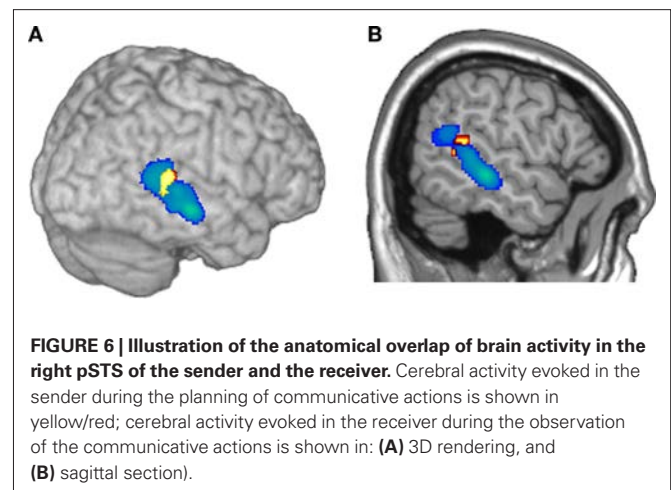 A
B
FIGURE 6 | Illustration of the anatomical overlap of brain activity in the
right pSTS of the sender and the receiver. Cerebral activity evoked in the
sender during the planning of communicative actions is shown in
yellow/red; cerebral activity evoked in the receiver during the observation
of the communicative actions is shown in: (A) 3D rendering, and
(B) sagittal section).